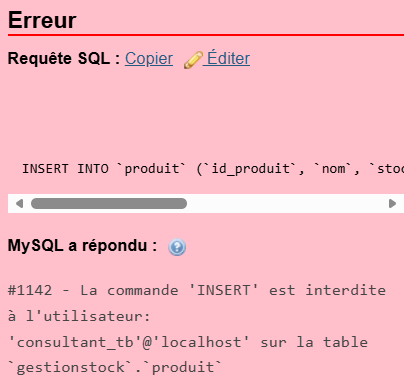 Erreur
Requête SQL : Copier Éditer
INSERT INTO `produit` (`id_produit`, `nom`, `stoc
MySQL a répondu :
#1142 - La commande 'INSERT' est interdite
à l'utilisateur:
'consultant_tb'@'localhost' sur la table
`gestionstock`.`produit`